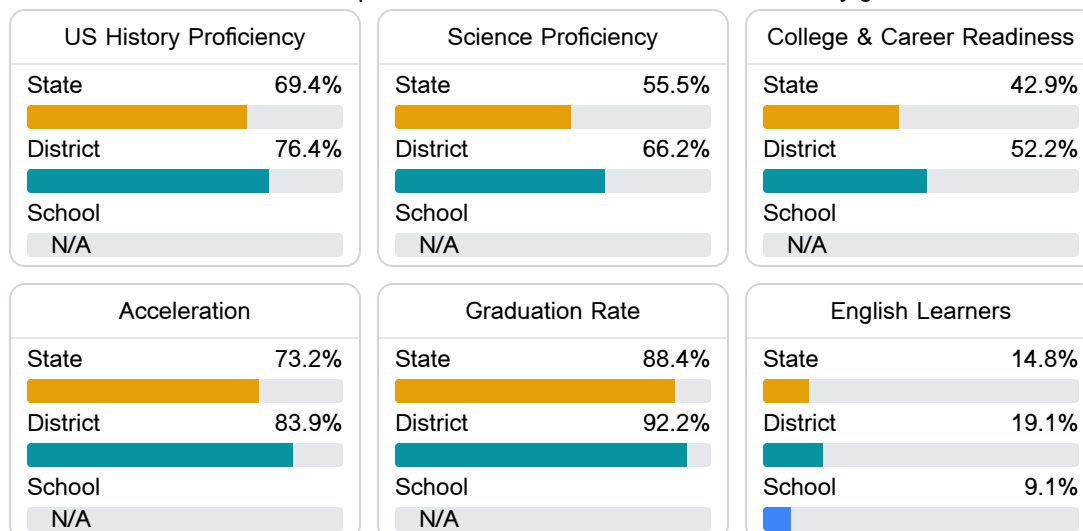 US History Proficiency
State 69.4%
District 76.4%
School
N/A
Science Proficiency
State 55.5%
District 66.2%
School
N/A
College & Career Readiness
State 42.9%
District 52.2%
School
N/A
Acceleration
State 73.2%
District 83.9%
School
N/A
Graduation Rate
State 88.4%
District 92.2%
School
N/A
English Learners
State 14.8%
District 19.1%
School 9.1%